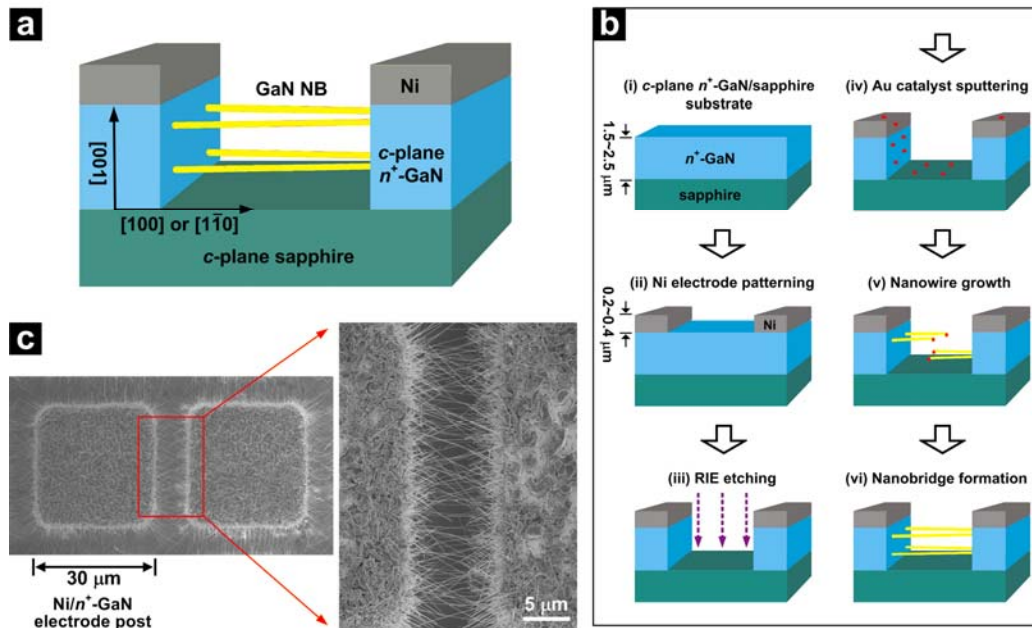 a
GaN NB
Ni
[001]
c-plane
n⁺-GaN
[100] or [11̅0]
c-plane sapphire
b
(i) c-plane n⁺-GaN/sapphire
substrate
1.5~2.5 μm
n⁺-GaN
sapphire
(ii) Ni electrode patterning
0.2~0.4 μm
Ni
(iii) RIE etching
(iv) Au catalyst sputtering
(v) Nanowire growth
(vi) Nanobridge formation
c
30 μm
Ni/n⁺-GaN
electrode post
5 μm